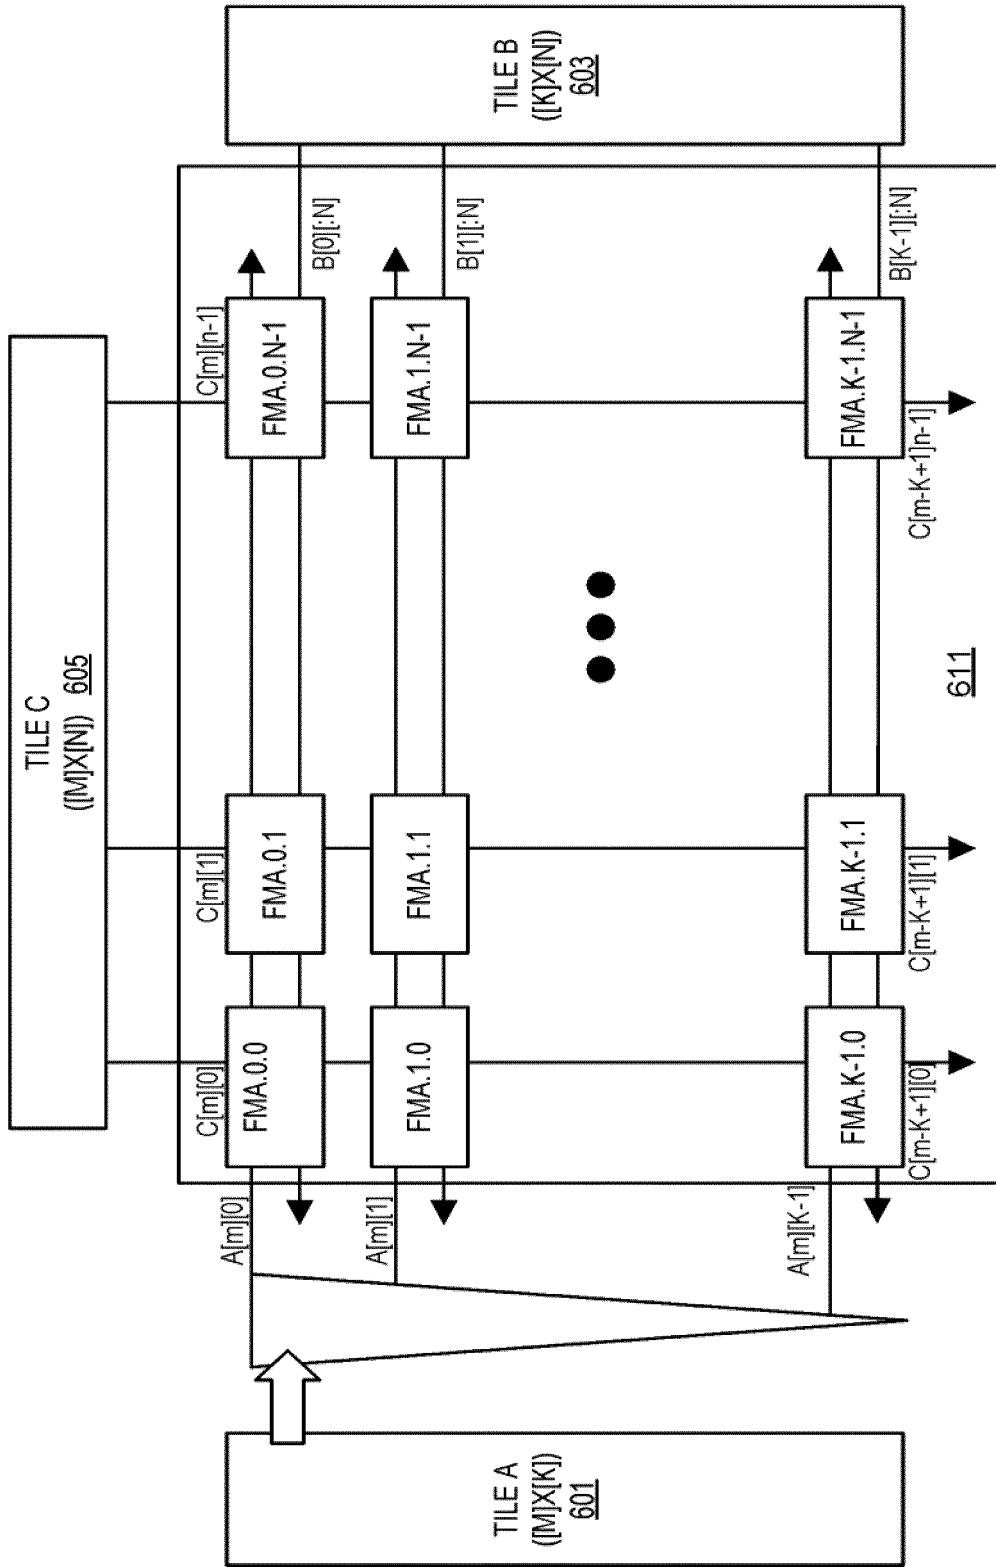 TILE A
([M]X[K])
601
TILE C
([M]X[N]) 605
TILE B
([K]X[N])
603
A[m][0]
C[m][0]
C[m][1]
C[m][n-1]
FMA.0.0
FMA.0.1
FMA.0.N-1
B[0][:N]
A[m][1]
FMA.1.0
FMA.1.1
FMA.1.N-1
B[1][:N]
A[m][K-1]
FMA.K-1.0
FMA.K-1.1
FMA.K-1.N-1
B[K-1][:N]
C[m-K+1][0]
C[m-K+1][1]
C[m-K+1]n-1]
611